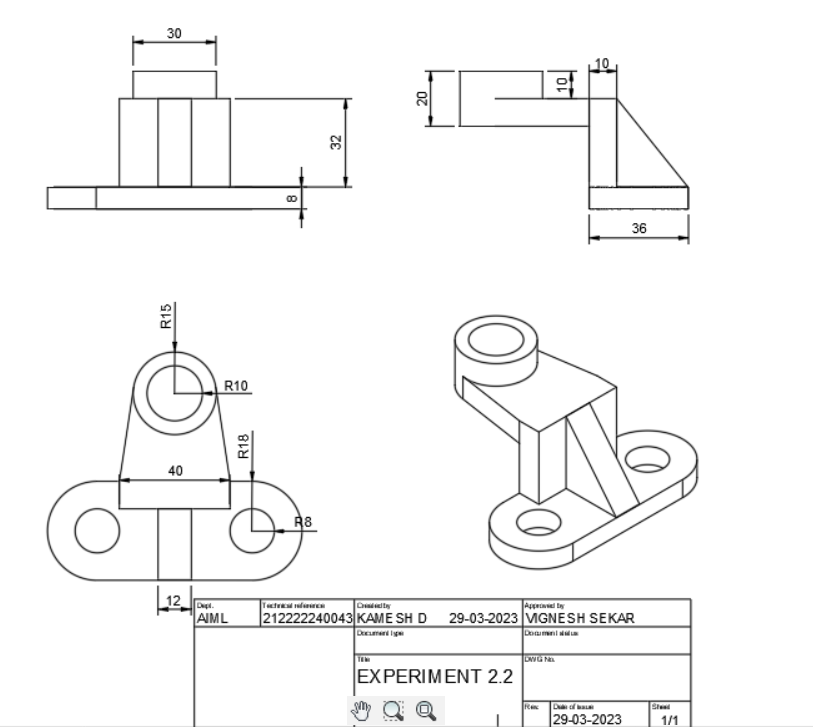 30
10
20
10
32
8
36
R15
R10
R18
40
R8
12
Dept.
AIML
Technical reference
212222240043
Created by
KAMESH D 29-03-2023
Approved by
VIGNESH SEKAR
Document type
Document status
Title
EXPERIMENT 2.2
DWG No.
Rev.
Date of issue
29-03-2023
Sheet
1/1